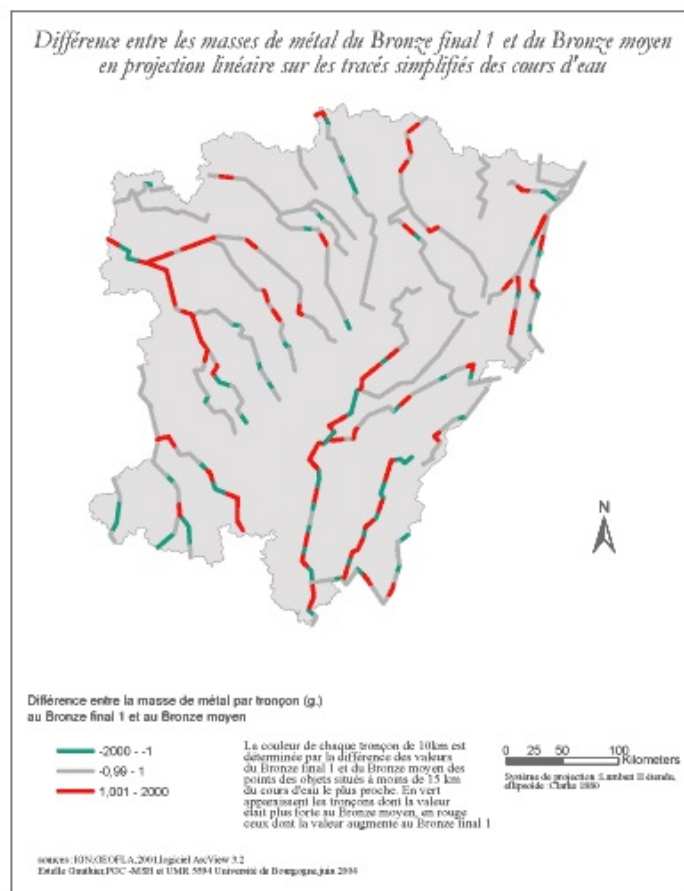 Différence entre les masses de métal du Bronze final 1 et du Bronze moyen
en projection linéaire sur les tracés simplifiés des cours d'eau
N
Différence entre la masse de métal par tronçon (g.)
au Bronze final 1 et au Bronze moyen
-2000 - -1
-0,99 - 1
1,001 - 2000
La couleur de chaque tronçon de 10km est
déterminée par la différence des valeurs
du Bronze final 1 et du Bronze moyen des
points des objets situés à moins de 15 km
du cours d'eau le plus proche. En vert
apparaissent les tronçons dont la valeur
était plus forte au Bronze moyen, en rouge
ceux dont la valeur augmente au Bronze final 1
0 25 50 100
Kilometers
Système de projection : Lambert II étendu,
ellipsoïde : Clarke 1880
sources : IGN,GEOFLA,2001,logiciel ArcView 3.2
Estelle Gauthier,PCC -MSH et UMR 5594 Université de Bourgogne,juin 2004